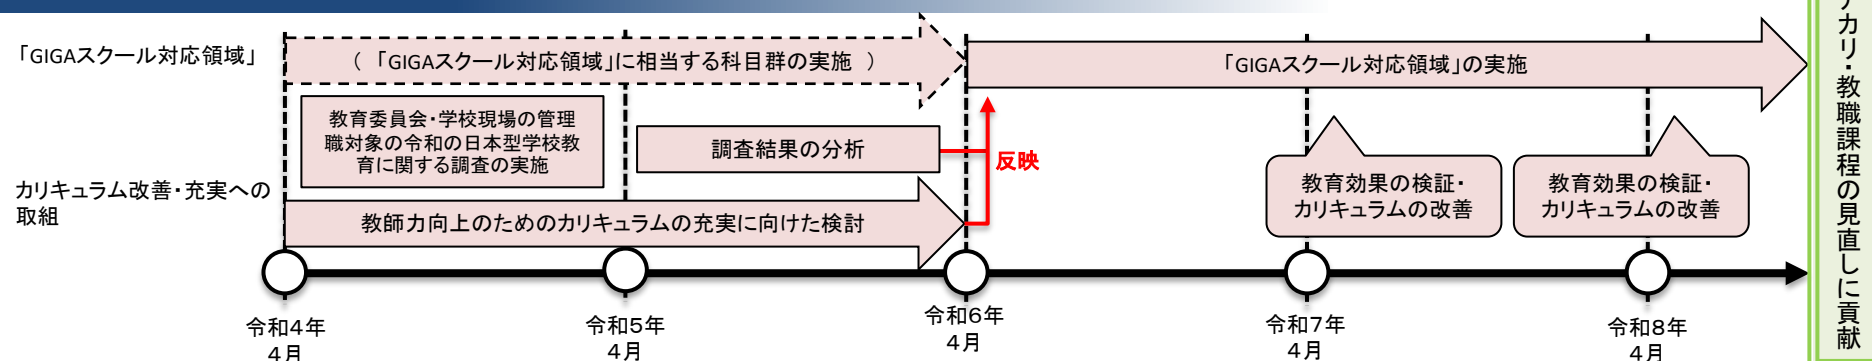 「GIGAスクール対応領域」
( 「GIGAスクール対応領域」に相当する科目群の実施 )
「GIGAスクール対応領域」の実施
教育委員会・学校現場の管理
職対象の令和の日本型学校教
育に関する調査の実施
調査結果の分析
反映
カリキュラム改善・充実への
取組
教師力向上のためのカリキュラムの充実に向けた検討
教育効果の検証・
カリキュラムの改善
教育効果の検証・
カリキュラムの改善
令和4年
4月
令和5年
4月
令和6年
4月
令和7年
4月
令和8年
4月
カリ・教職課程の見直しに貢献